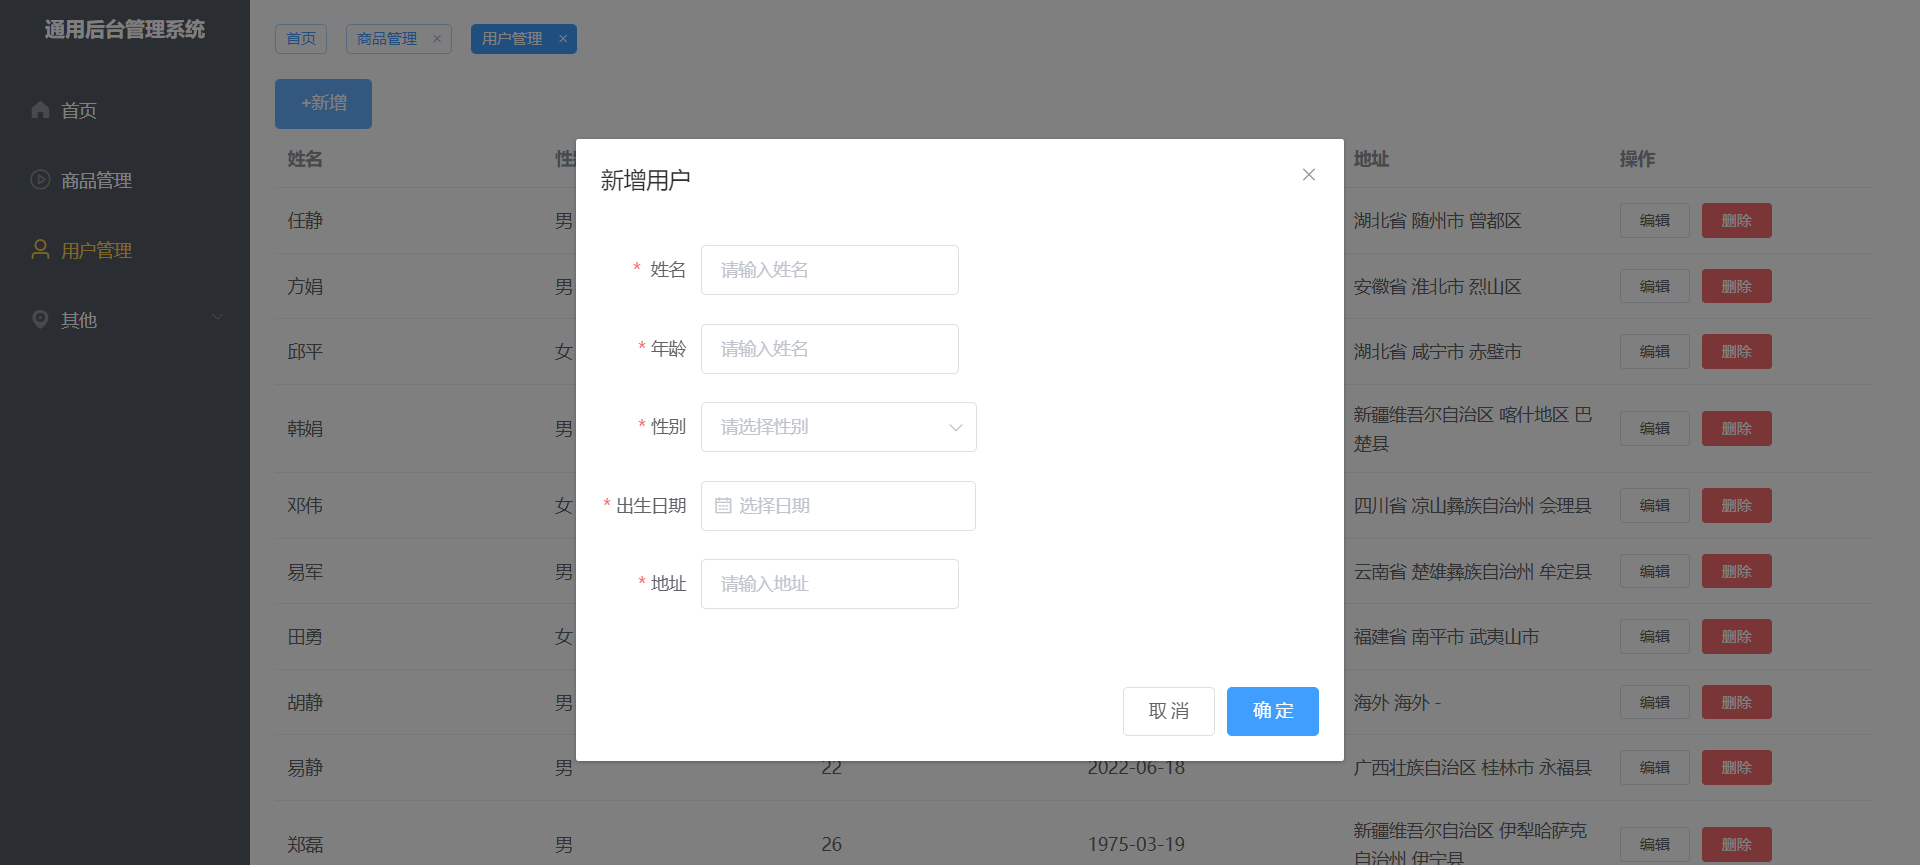 通用后台管理系统
首页
商品管理
用户管理
其他
首页 商品管理 × 用户管理 ×
+新增
姓名 地址 操作
任静 男 湖北省 随州市 曾都区 编辑 删除
方娟 男 安徽省 淮北市 烈山区 编辑 删除
邱平 女 湖北省 咸宁市 赤壁市 编辑 删除
韩娟 男 新疆维吾尔自治区 喀什地区 巴
楚县 编辑 删除
邓伟 女 四川省 凉山彝族自治州 会理县 编辑 删除
易军 男 云南省 楚雄彝族自治州 牟定县 编辑 删除
田勇 女 福建省 南平市 武夷山市 编辑 删除
胡静 男 海外 海外 - 编辑 删除
易静 男 22 2022-06-18 广西壮族自治区 桂林市 永福县 编辑 删除
郑磊 男 26 1975-03-19 新疆维吾尔自治区 伊犁哈萨克
自治州 伊宁县 编辑 删除
新增用户
* 姓名 请输入姓名
* 年龄 请输入姓名
* 性别 请选择性别
* 出生日期 选择日期
* 地址 请输入地址
取消 确定